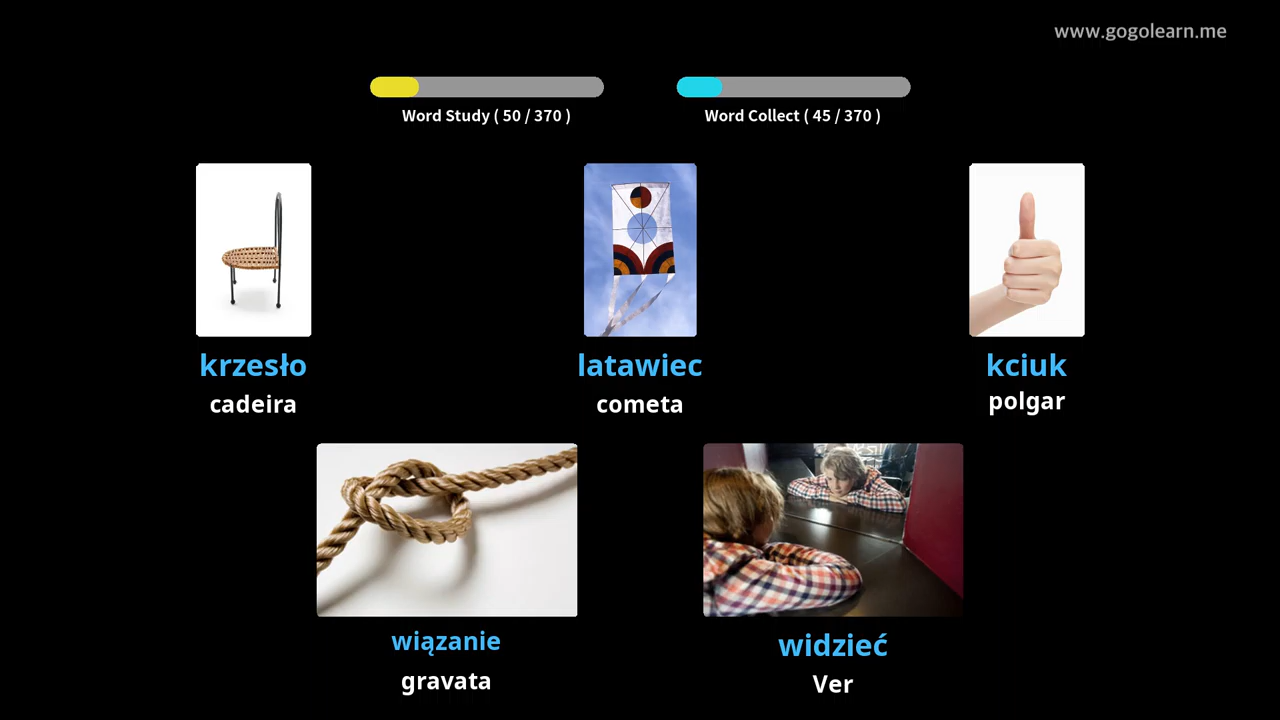 www.gogolearn.me
Word Study ( 50 / 370 )
Word Collect ( 45 / 370 )
krzesło
cadeira
latawiec
cometa
kciuk
polgar
wiązanie
gravata
widzieć
Ver